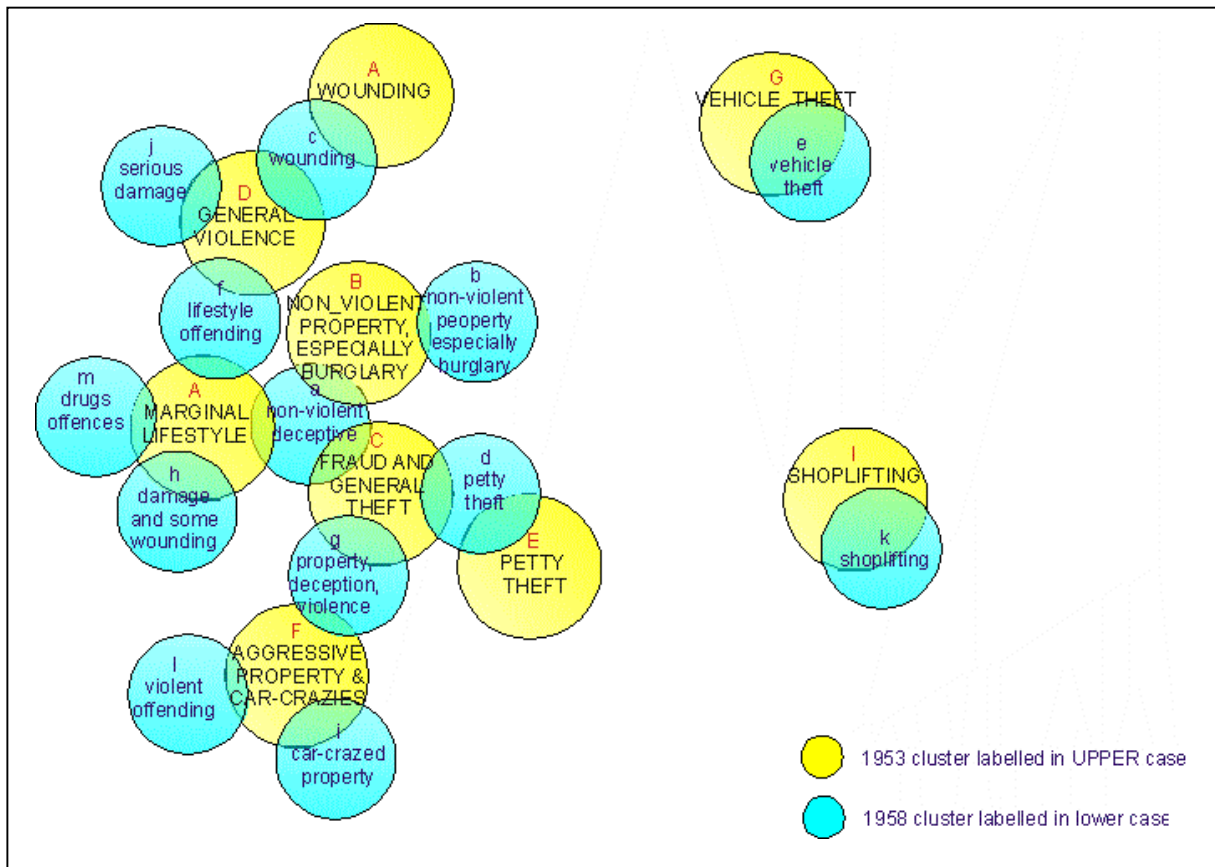 A
WOUNDING
G
VEHICLE_THEFT
c
wounding
e
vehicle
theft
j
serious
damage
D
GENERAL
VIOLENCE
f
lifestyle
offending
B
NON_VIOLENT
PROPERTY,
ESPECIALLY
BURGLARY
b
non-violent
peoperty
especially
burglary
m
drugs
offences
A
MARGINAL
LIFESTYLE
a
non-violent
deceptive
C
FRAUD AND
GENERAL
THEFT
d
petty
theft
I
SHOPLIFTING
h
damage
and some
wounding
k
shoplifting
g
property,
deception,
violence
E
PETTY
THEFT
F
AGGRESSIVE
PROPERTY &
CAR-CRAZIES
l
violent
offending
i
car-crazed
property
1953 cluster labelled in UPPER case
1958 cluster labelled in lower case